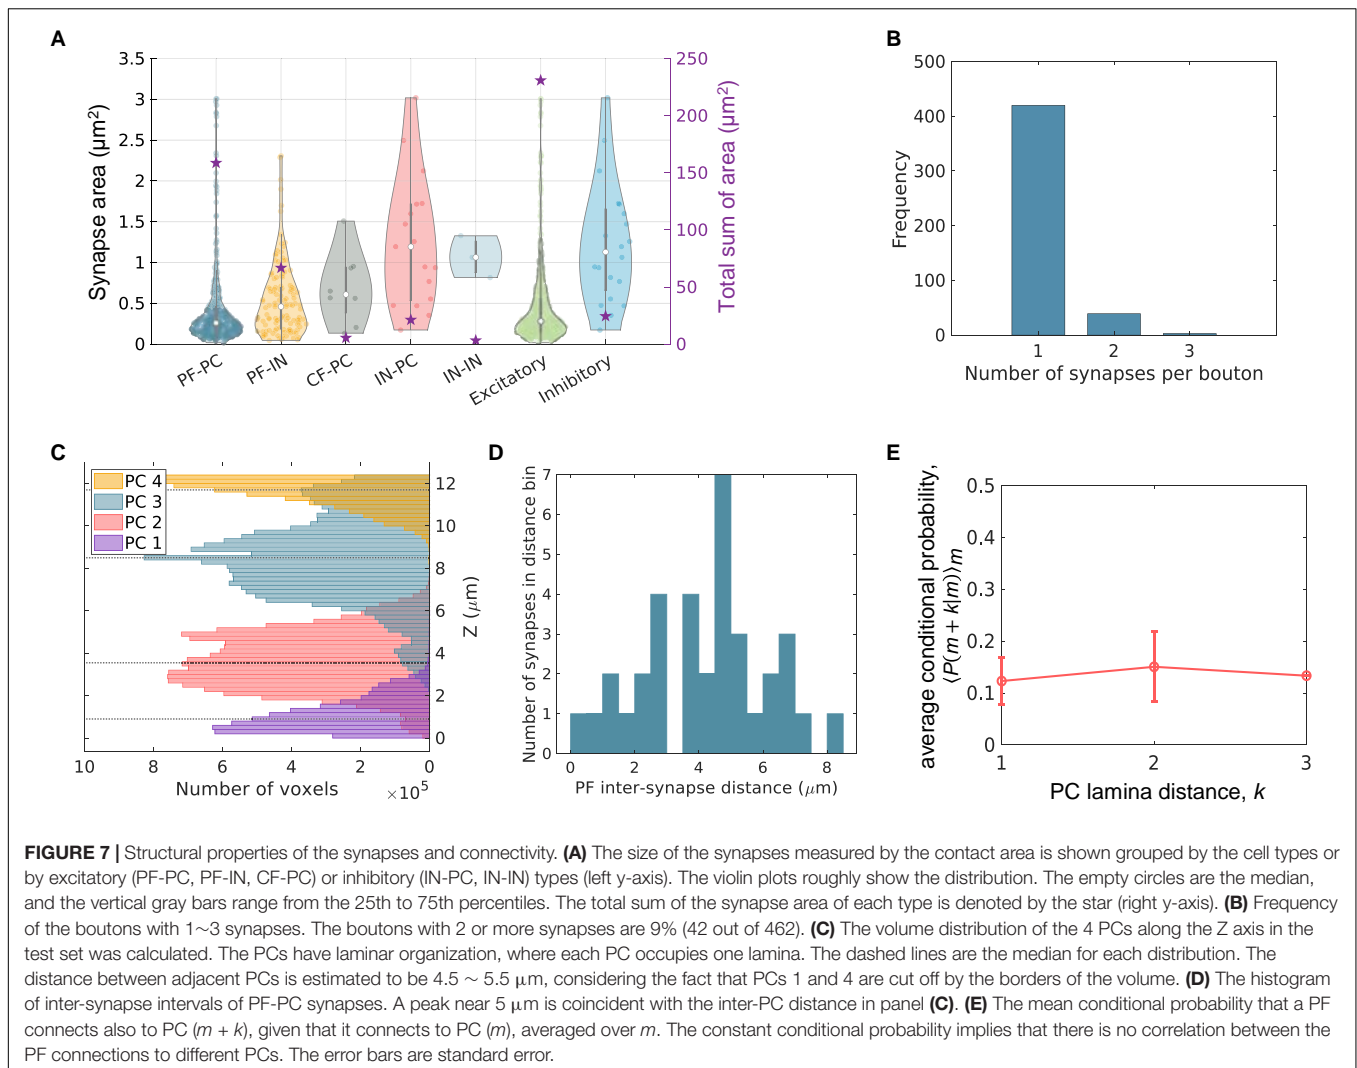 A
3.5
3
2.5
2
1.5
1
0.5
0
Synapse area (μm²)
250
200
150
100
50
0
Total sum of area (μm²)
PF-PC
PF-IN
CF-PC
IN-PC
IN-IN
Excitatory
Inhibitory
B
500
400
300
200
100
0
Frequency
1 2 3
Number of synapses per bouton
C
PC 4
PC 3
PC 2
PC 1
12
10
8
6
4
2
0
Z (μm)
10 8 6 4 2 0
Number of voxels ×10⁵
D
7
6
5
4
3
2
1
0
Number of synapses in distance bin
0 2 4 6 8
PF inter-synapse distance (μm)
E
average conditional probability,
⟨P(m + k|m)⟩m
0.5
0.4
0.3
0.2
0.1
0
1 2 3
PC lamina distance, k
FIGURE 7 | Structural properties of the synapses and connectivity. (A) The size of the synapses measured by the contact area is shown grouped by the cell types or
by excitatory (PF-PC, PF-IN, CF-PC) or inhibitory (IN-PC, IN-IN) types (left y-axis). The violin plots roughly show the distribution. The empty circles are the median,
and the vertical gray bars range from the 25th to 75th percentiles. The total sum of the synapse area of each type is denoted by the star (right y-axis). (B) Frequency
of the boutons with 1∼3 synapses. The boutons with 2 or more synapses are 9% (42 out of 462). (C) The volume distribution of the 4 PCs along the Z axis in the
test set was calculated. The PCs have laminar organization, where each PC occupies one lamina. The dashed lines are the median for each distribution. The
distance between adjacent PCs is estimated to be 4.5 ∼ 5.5 μm, considering the fact that PCs 1 and 4 are cut off by the borders of the volume. (D) The histogram
of inter-synapse intervals of PF-PC synapses. A peak near 5 μm is coincident with the inter-PC distance in panel (C). (E) The mean conditional probability that a PF
connects also to PC (m + k), given that it connects to PC (m), averaged over m. The constant conditional probability implies that there is no correlation between the
PF connections to different PCs. The error bars are standard error.